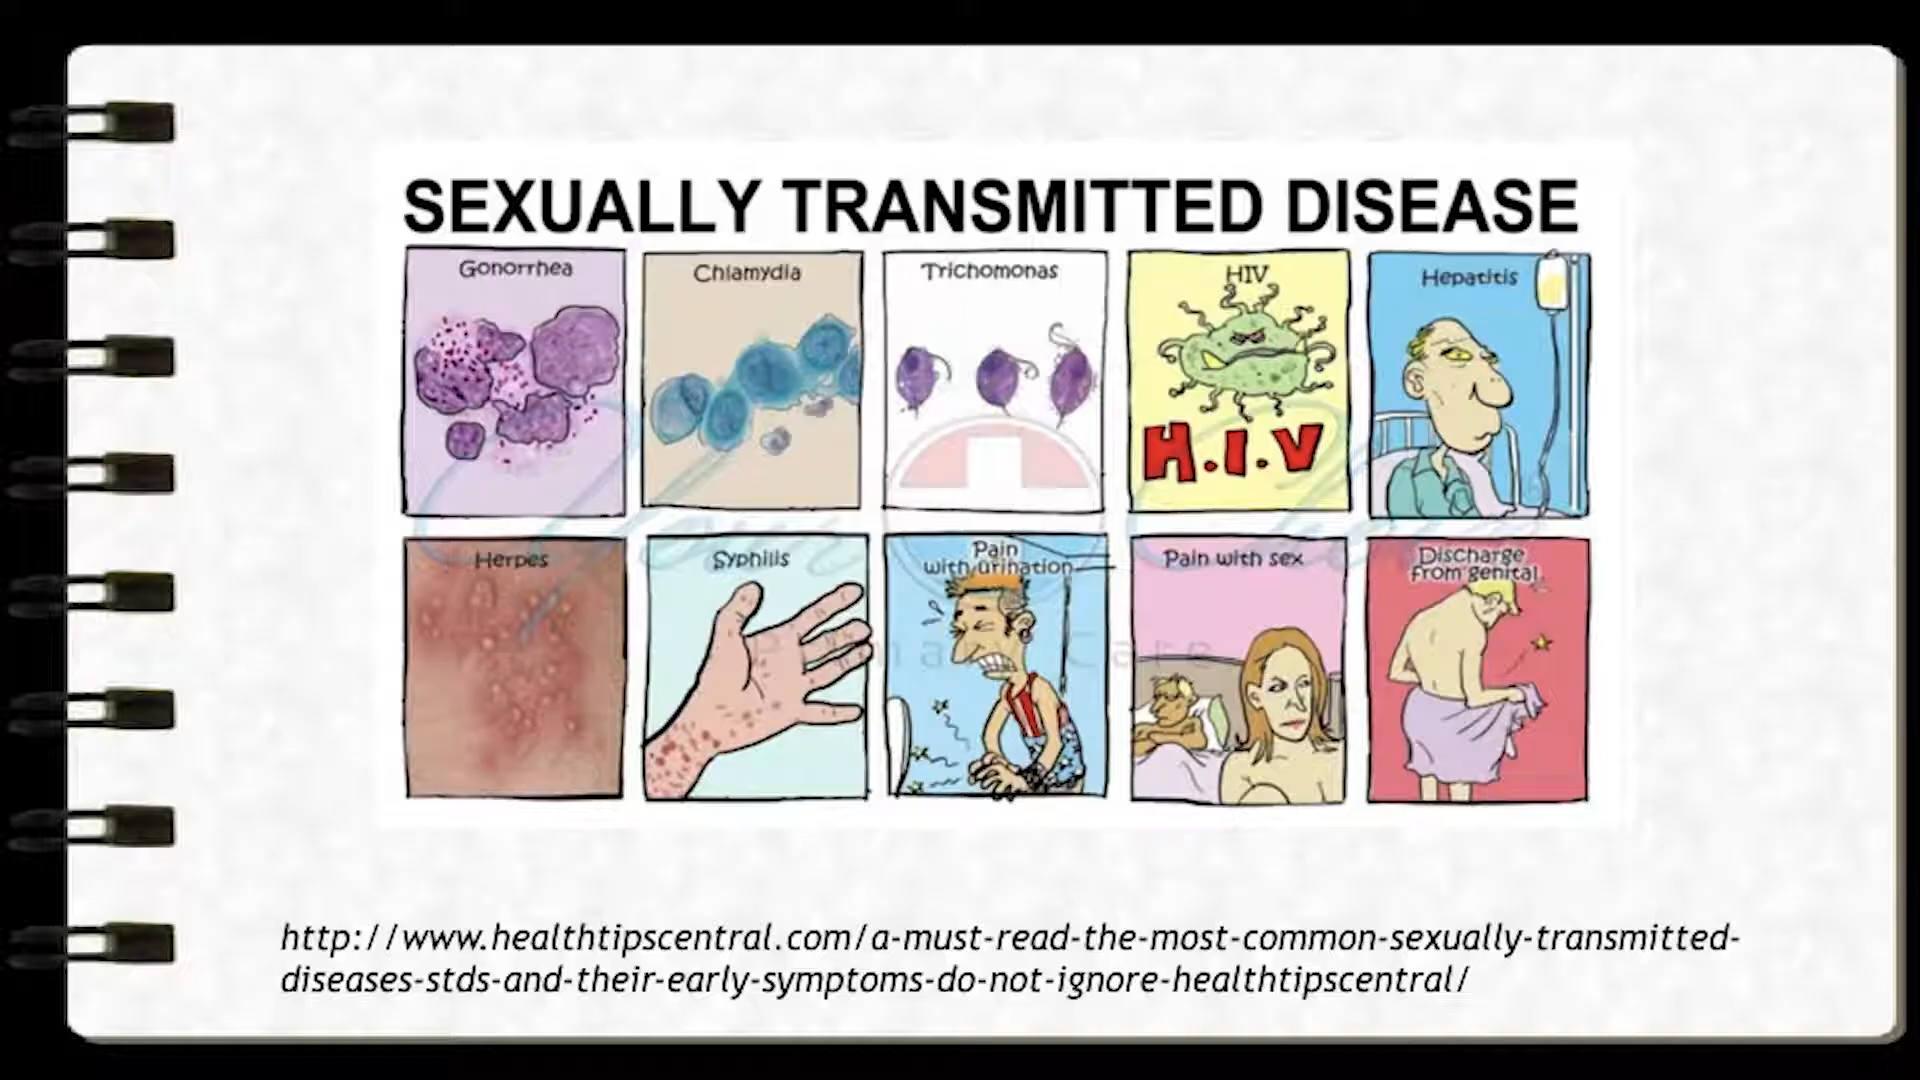 SEXUALLY TRANSMITTED DISEASE
Gonorrhea
Chlamydia
Trichomonas
HIV
Hepatitis
H.I.V
Herpes
Syphilis
Pain
with urination
Pain with sex
Discharge
from genital
http://www.healthtipscentral.com/a-must-read-the-most-common-sexually-transmitted-
diseases-stds-and-their-early-symptoms-do-not-ignore-healthtipscentral/